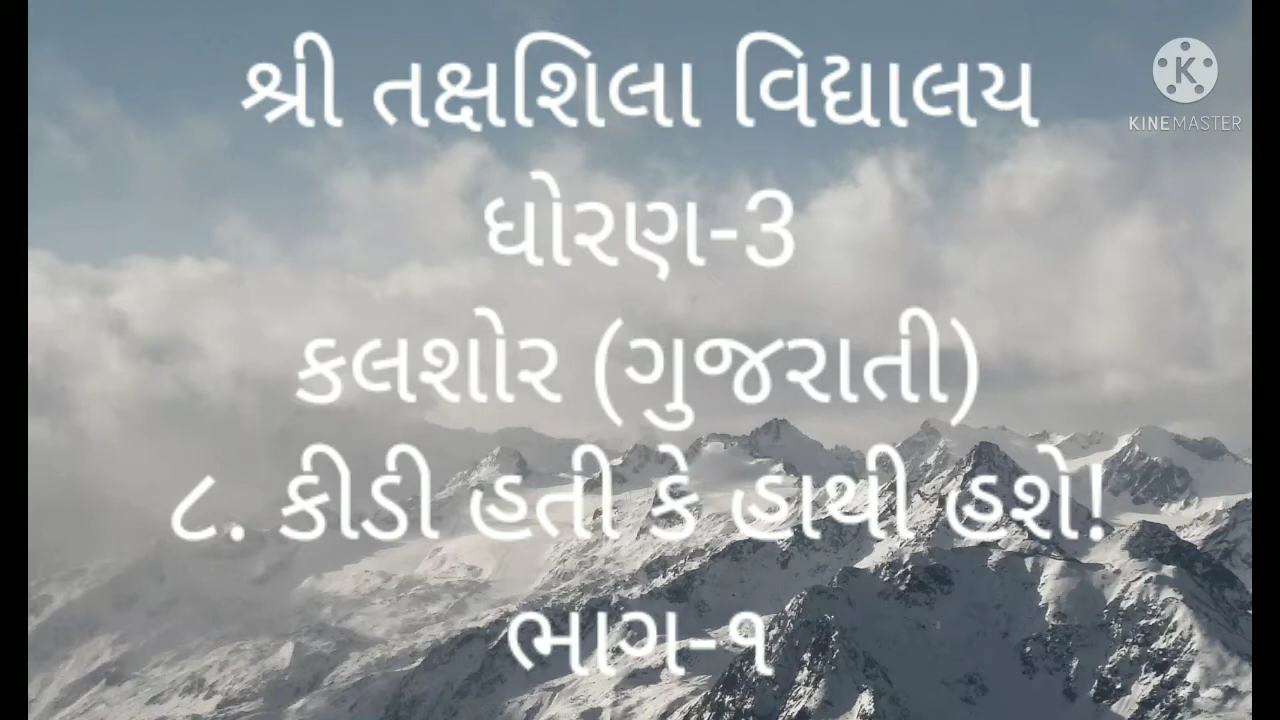 શ્રી તક્ષશિલા વિદ્યાલય
KINEMASTER
ધોરણ-3
કલશોર (ગુજરાતી)
૮. કીડી હતી કે હાથી હશે!
ભાગ-૧